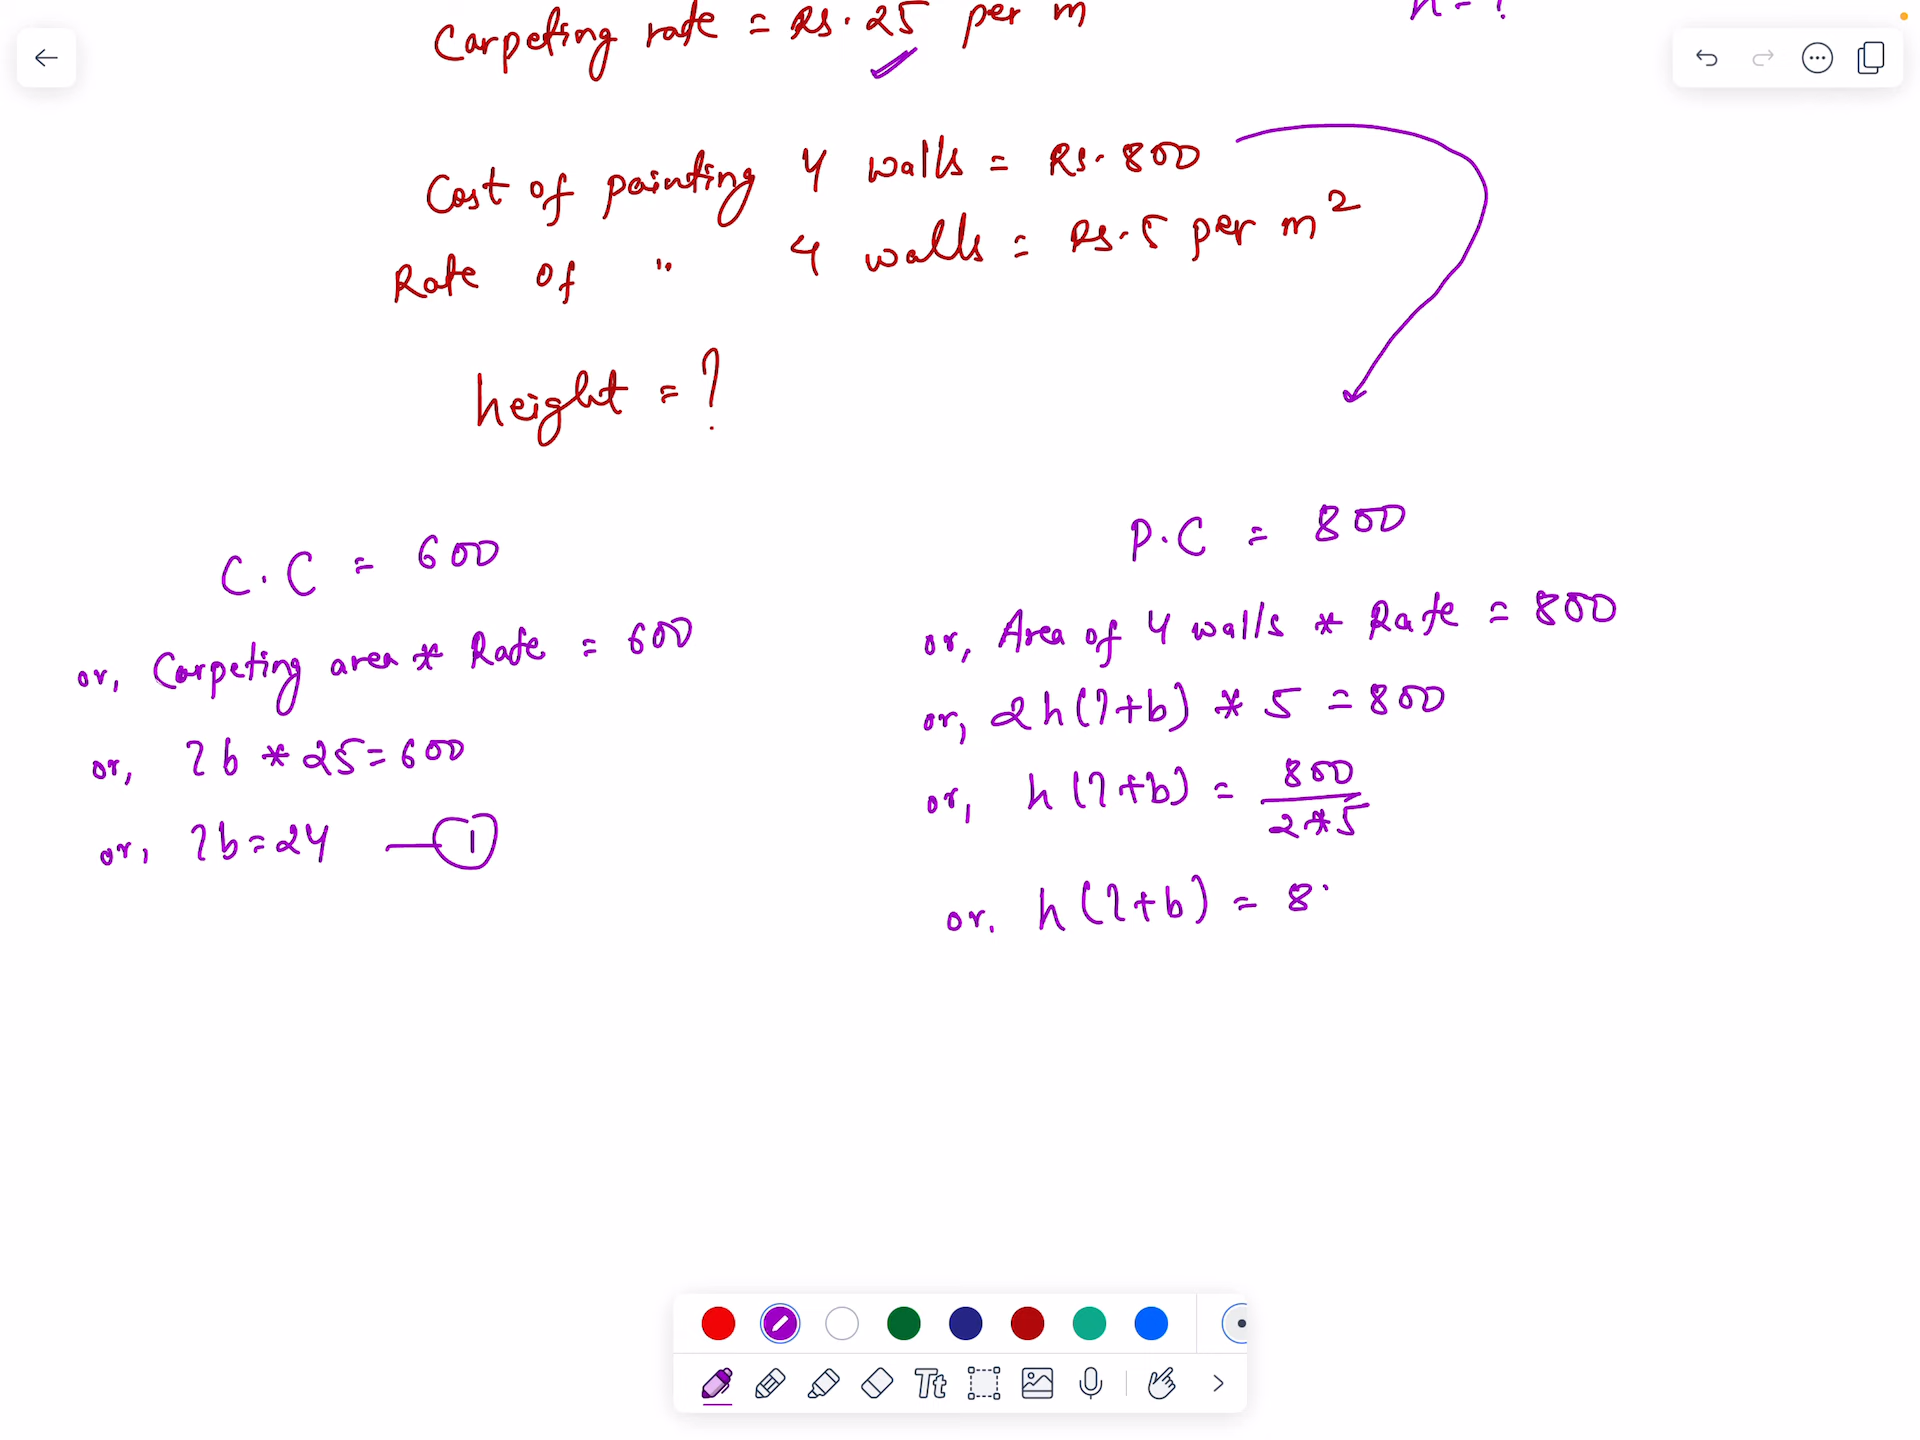 Carpeting rate = Rs. 25 per m
h = ?
Cost of painting 4 walls = Rs. 800
Rate of " 4 walls = Rs. 5 per m²
height = ?
C.C = 600
or, Carpeting area * Rate = 600
or, lb * 25 = 600
or, lb = 24 — ①
P.C = 800
or, Area of 4 walls * Rate = 800
or, 2h(l+b) * 5 = 800
or, h(l+b) = 800/2*5
or. h(l+b) = 8
Tt